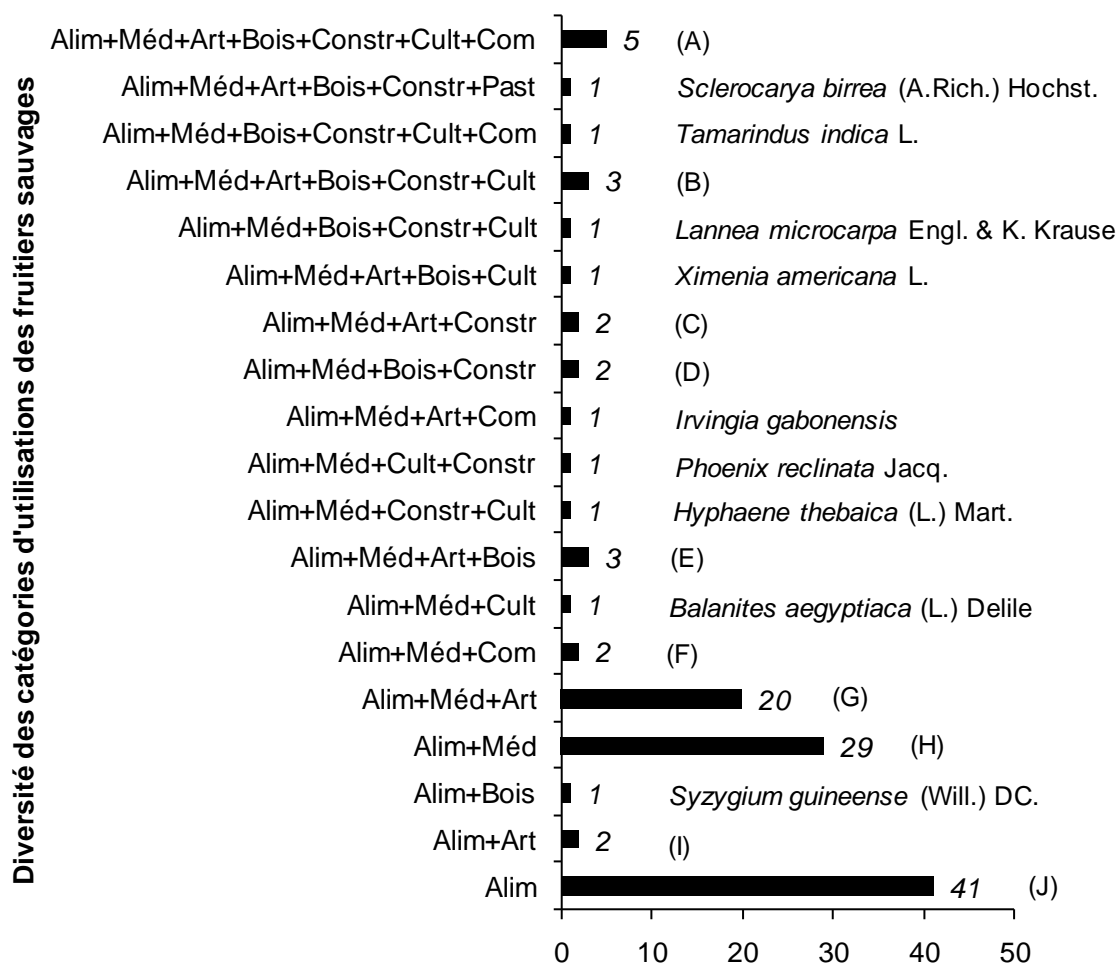 Diversité des catégories d'utilisations des fruitiers sauvages
Alim+Méd+Art+Bois+Constr+Cult+Com 5 (A)
Alim+Méd+Art+Bois+Constr+Past 1 Sclerocarya birrea (A.Rich.) Hochst.
Alim+Méd+Bois+Constr+Cult+Com 1 Tamarindus indica L.
Alim+Méd+Art+Bois+Constr+Cult 3 (B)
Alim+Méd+Bois+Constr+Cult 1 Lannea microcarpa Engl. & K. Krause
Alim+Méd+Art+Bois+Cult 1 Ximenia americana L.
Alim+Méd+Art+Constr 2 (C)
Alim+Méd+Bois+Constr 2 (D)
Alim+Méd+Art+Com 1 Irvingia gabonensis
Alim+Méd+Cult+Constr 1 Phoenix reclinata Jacq.
Alim+Méd+Constr+Cult 1 Hyphaene thebaica (L.) Mart.
Alim+Méd+Art+Bois 3 (E)
Alim+Méd+Cult 1 Balanites aegyptiaca (L.) Delile
Alim+Méd+Com 2 (F)
Alim+Méd+Art 20 (G)
Alim+Méd 29 (H)
Alim+Bois 1 Syzygium guineense (Will.) DC.
Alim+Art 2 (I)
Alim 41 (J)
0 10 20 30 40 50